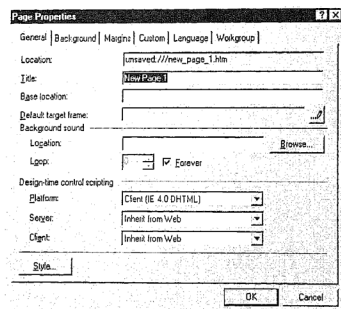 Page Properties
General Background Margins Custom Language Workgroup
Location: unsaved:///new_page_1.htm
Title: New Page 1
Base location:
Default target frame:
Background sound
Location: Browse...
Loop: 0 Forever
Design-time control scripting
Platform: Client (IE 4.0 DHTML)
Server: Inherit from Web
Client: Inherit from Web
Style...
OK Cancel